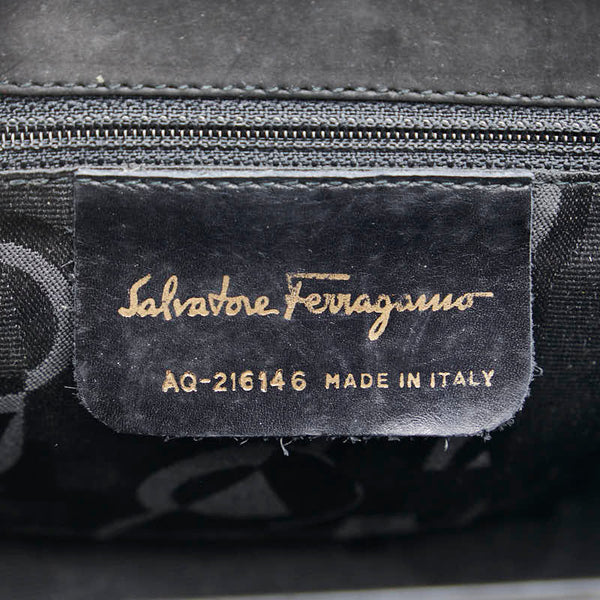 Salvatore Ferragamo
AQ-216146 MADE IN ITALY